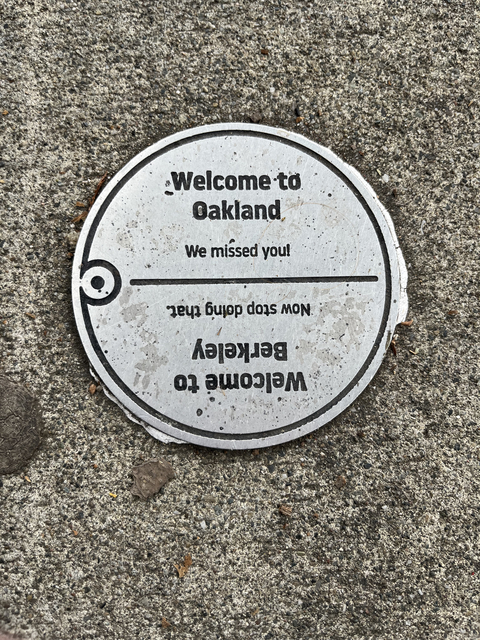 Welcome to
Oakland
We missed you!
Now stop doing that.
Berkeley
Welcome to